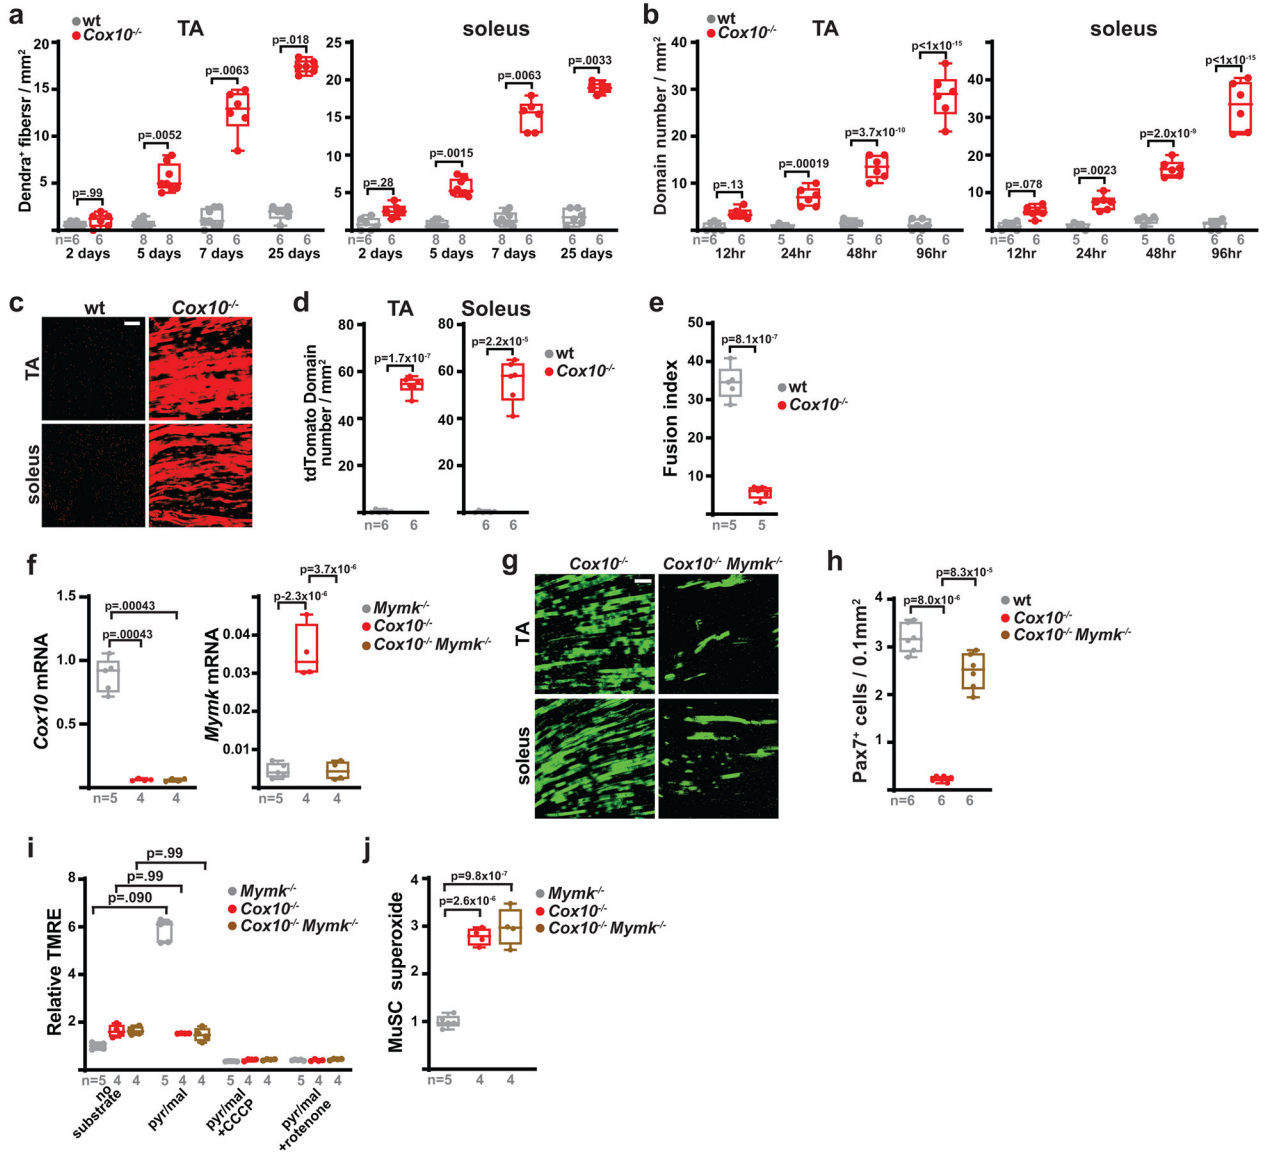 a
wt
Cox10-/-
TA
soleus
Dendra+ fibersr / mm2
20
15
10
5
p=.99
p=.0052
p=.0063
p=.018
n=6 6 8 8 8 6 6 6
2 days 5 days 7 days 25 days
25
20
15
10
5
p=.28
p=.0015
p=.0063
p=.0033
6 6 8 8 8 6 6 6
2 days 5 days 7 days 25 days
b
wt
Cox10-/-
TA
soleus
Domain number / mm2
40
30
20
10
p=.13
p=.00019
p=3.7x10-10
p<1x10-15
n=6 6 5 6 5 6 6 6
12hr 24hr 48hr 96hr
40
30
20
10
p=.078
p=.0023
p=2.0x10-9
p<1x10-15
6 6 5 6 5 6 6 6
12hr 24hr 48hr 96hr
c
wt Cox10-/-
TA
soleus
d
TA Soleus
tdTomato Domain
number / mm2
80
60
40
20
p=1.7x10-7
n=6 6
80
60
40
20
p=2.2x10-5
6 6
wt
Cox10-/-
e
Fusion index
50
40
30
20
10
p=8.1x10-7
n=5 5
wt
Cox10-/-
f
Cox10 mRNA
1.5
1.0
0.5
p=.00043
p=.00043
n=5 4 4
Mymk mRNA
0.04
0.03
0.02
0.01
p=3.7x10-6
p-2.3x10-6
n=5 4 4
Mymk-/-
Cox10-/-
Cox10-/- Mymk-/-
g
Cox10-/- Cox10-/- Mymk-/-
TA
soleus
h
Pax7+ cells / 0.1mm2
4
3
2
1
p=8.3x10-5
p=8.0x10-6
n=6 6 6
wt
Cox10-/-
Cox10-/- Mymk-/-
i
Relative TMRE
8
6
4
2
p=.99
p=.99
p=.090
n=5 4 4 5 4 4 5 4 4 5 4 4
no
substrate
pyr/mal
pyr/mal
+CCCP
pyr/mal
+rotenone
Mymk-/-
Cox10-/-
Cox10-/- Mymk-/-
j
MuSC superoxide
4
3
2
1
p=9.8x10-7
p=2.6x10-6
n=5 4 4
Mymk-/-
Cox10-/-
Cox10-/- Mymk-/-